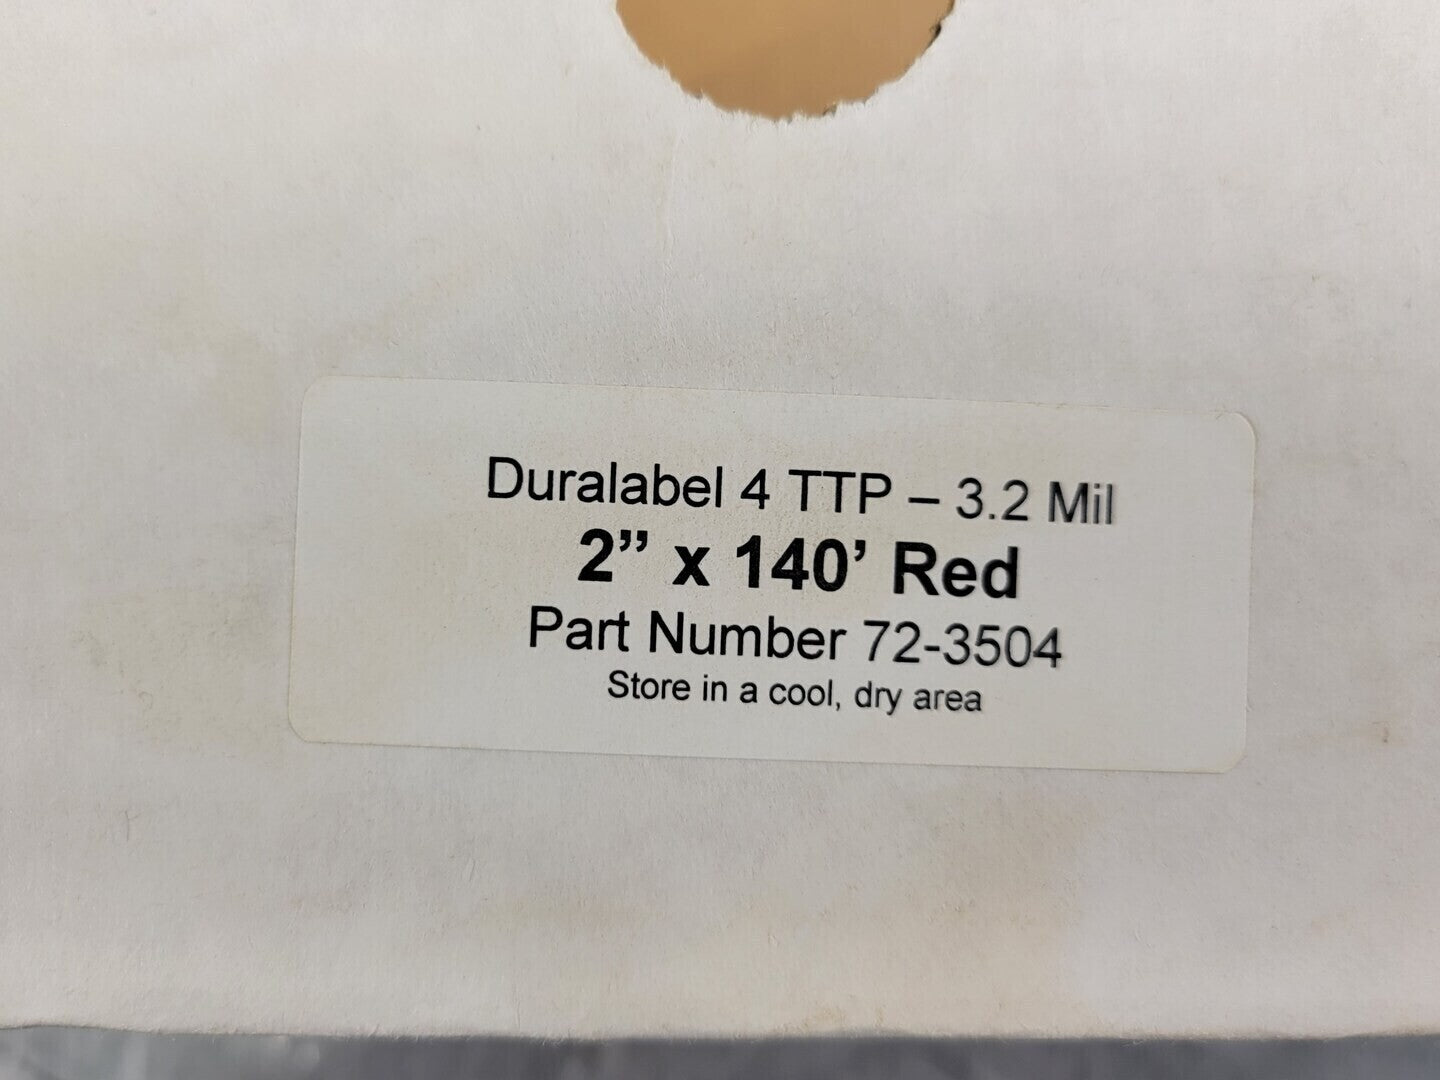 Duralabel 4 TTP – 3.2 Mil
2” x 140’ Red
Part Number 72-3504
Store in a cool, dry area